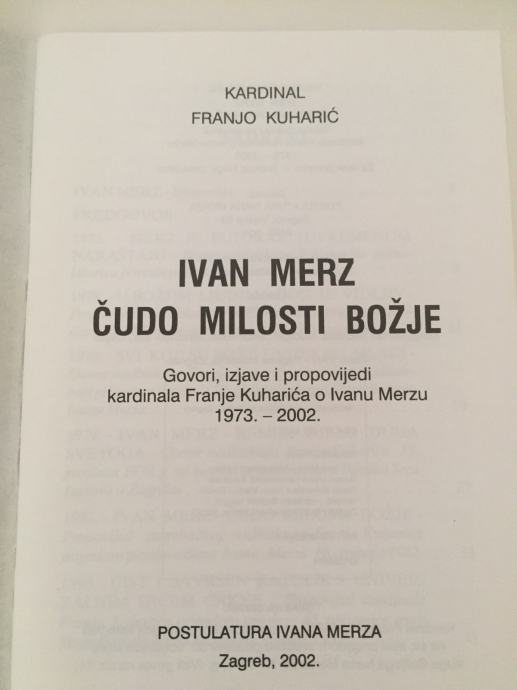 KARDINAL
FRANJO KUHARIĆ
IVAN MERZ
ČUDO MILOSTI BOŽJE
Govori, izjave i propovijedi
kardinala Franje Kuharića o Ivanu Merzu
1973. – 2002.
POSTULATURA IVANA MERZA
Zagreb, 2002.